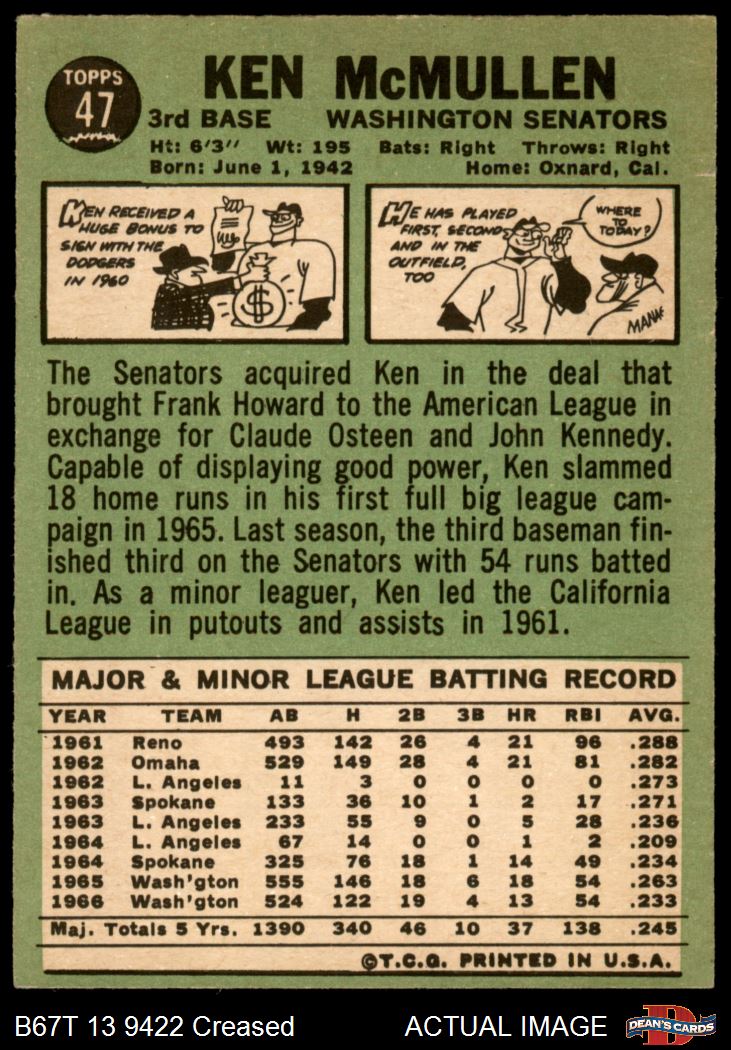 TOPPS
47
KEN McMULLEN
3rd BASE WASHINGTON SENATORS
Ht: 6'3'' Wt: 195 Bats: Right Throws: Right
Born: June 1, 1942 Home: Oxnard, Cal.
KEN RECEIVED A
HUGE BONUS TO
SIGN WITH THE
DODGERS
IN 1960
$
HE HAS PLAYED
FIRST, SECOND
AND IN THE
OUTFIELD,
TOO
WHERE
TO
TODAY?
The Senators acquired Ken in the deal that
brought Frank Howard to the American League in
exchange for Claude Osteen and John Kennedy.
Capable of displaying good power, Ken slammed
18 home runs in his first full big league cam-
paign in 1965. Last season, the third baseman fin-
ished third on the Senators with 54 runs batted
in. As a minor leaguer, Ken led the California
League in putouts and assists in 1961.
MAJOR & MINOR LEAGUE BATTING RECORD
YEAR TEAM AB H 2B 3B HR RBI AVG.
1961 Reno 493 142 26 4 21 96 .288
1962 Omaha 529 149 28 4 21 81 .282
1962 L. Angeles 11 3 0 0 0 0 .273
1963 Spokane 133 36 10 1 2 17 .271
1963 L. Angeles 233 55 9 0 5 28 .236
1964 L. Angeles 67 14 0 0 1 2 .209
1964 Spokane 325 76 18 1 14 49 .234
1965 Wash'gton 555 146 18 6 18 54 .263
1966 Wash'gton 524 122 19 4 13 54 .233
Maj. Totals 5 Yrs. 1390 340 46 10 37 138 .245
©T.C.G. PRINTED IN U.S.A.
B67T 13 9422 Creased ACTUAL IMAGE
DEAN'S CARDS